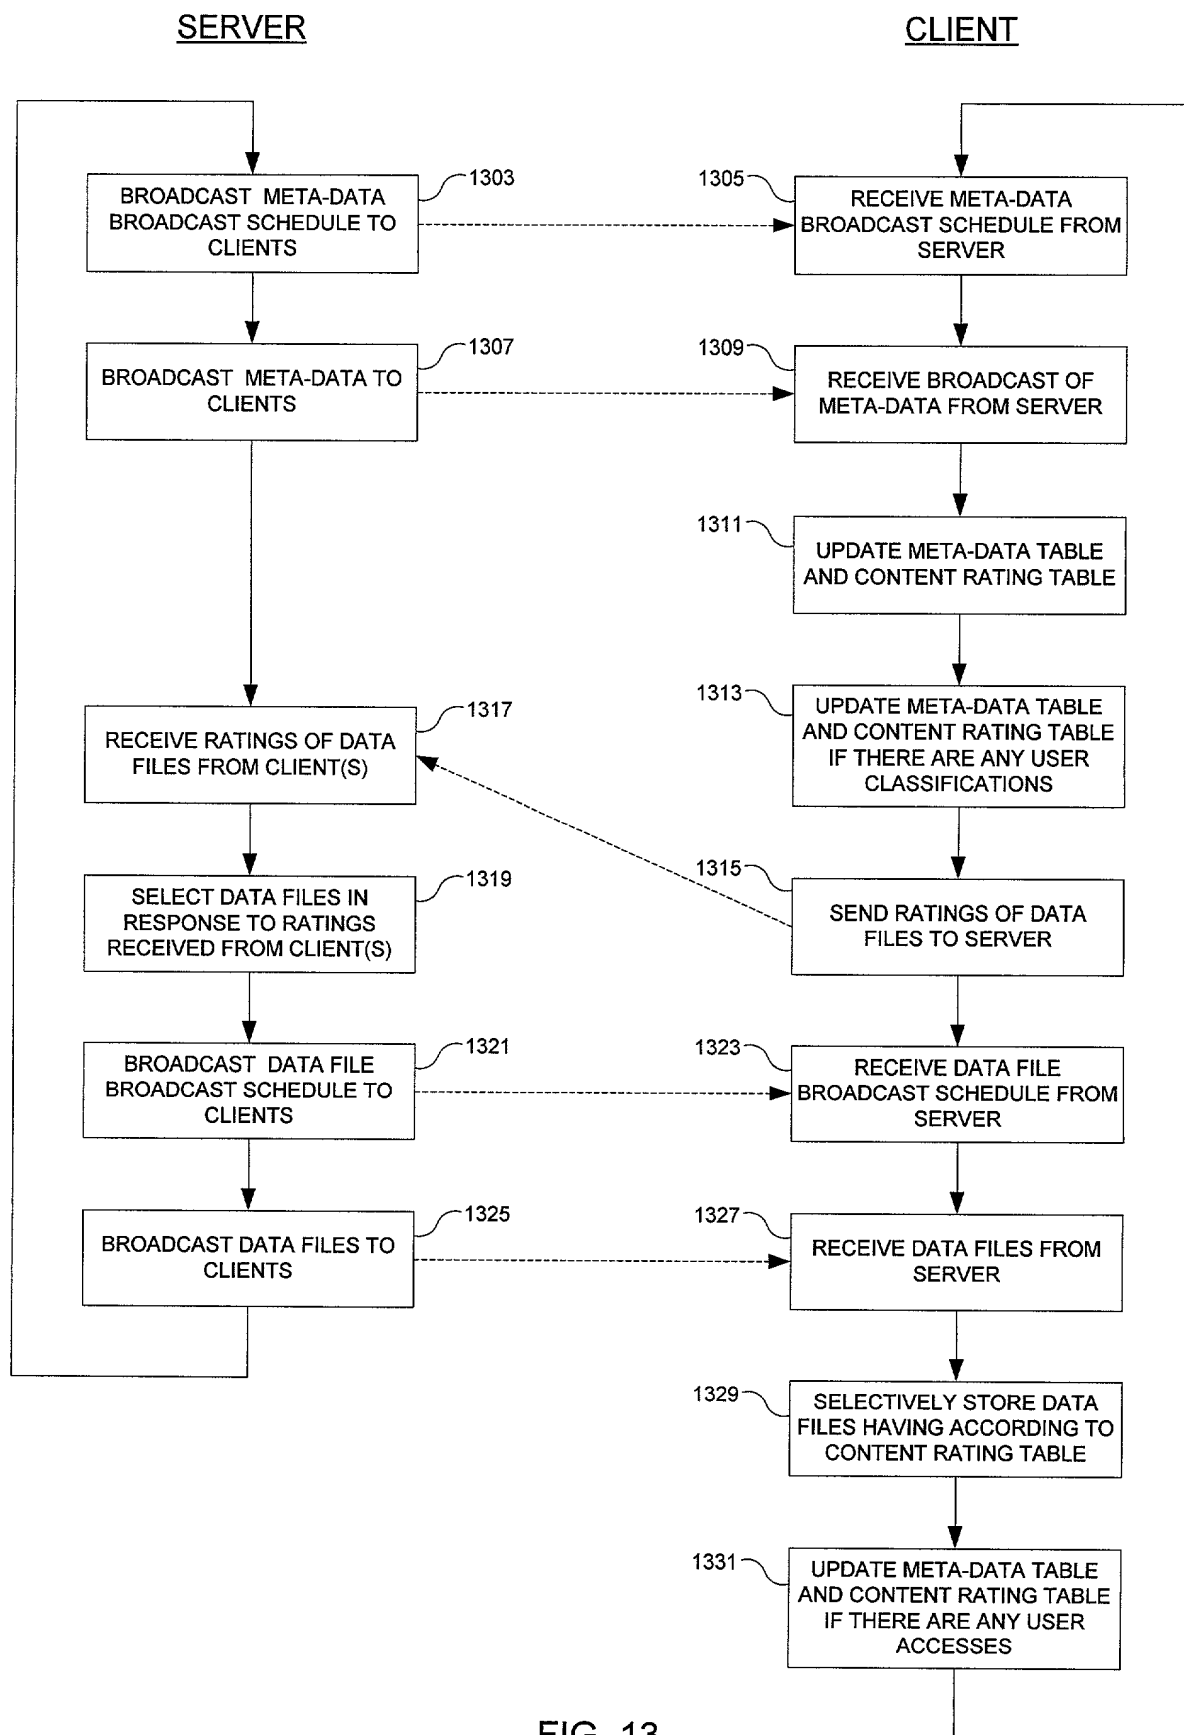 SERVER
CLIENT
1303
BROADCAST META-DATA
BROADCAST SCHEDULE TO
CLIENTS
1305
RECEIVE META-DATA
BROADCAST SCHEDULE FROM
SERVER
1307
BROADCAST META-DATA TO
CLIENTS
1309
RECEIVE BROADCAST OF
META-DATA FROM SERVER
1311
UPDATE META-DATA TABLE
AND CONTENT RATING TABLE
1313
UPDATE META-DATA TABLE
AND CONTENT RATING TABLE
IF THERE ARE ANY USER
CLASSIFICATIONS
1317
RECEIVE RATINGS OF DATA
FILES FROM CLIENT(S)
1315
SEND RATINGS OF DATA
FILES TO SERVER
1319
SELECT DATA FILES IN
RESPONSE TO RATINGS
RECEIVED FROM CLIENT(S)
1321
BROADCAST DATA FILE
BROADCAST SCHEDULE TO
CLIENTS
1323
RECEIVE DATA FILE
BROADCAST SCHEDULE FROM
SERVER
1325
BROADCAST DATA FILES TO
CLIENTS
1327
RECEIVE DATA FILES FROM
SERVER
1329
SELECTIVELY STORE DATA
FILES HAVING ACCORDING TO
CONTENT RATING TABLE
1331
UPDATE META-DATA TABLE
AND CONTENT RATING TABLE
IF THERE ARE ANY USER
ACCESSES
FIG. 13